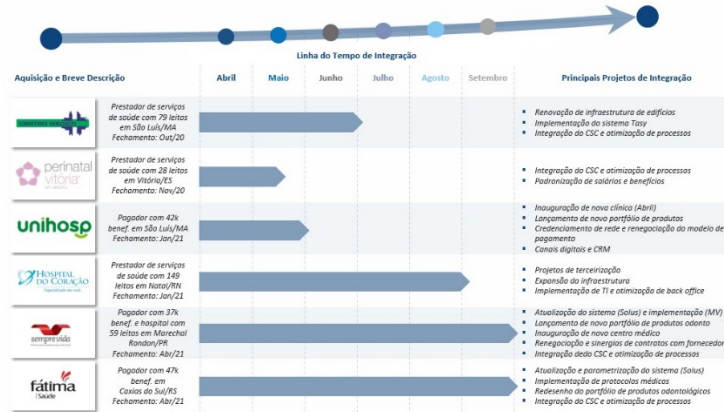 Linha do Tempo de Integração
Aquisição e Breve Descrição
Abril
Maio
Junho
Julho
Agosto
Setembro
Principais Projetos de Integração
CENTRO MÉDICO
Prestador de serviços
de saúde com 79 leitos
em São Luís/MA
Fechamento: Out/20
Renovação de infraestrutura de edifícios
Implementação do sistema Tasy
Integração do CSC e otimização de processos
perinatal
vitória
Prestador de serviços
de saúde com 28 leitos
em Vitória/ES
Fechamento: Nov/20
Integração do CSC e otimização de processos
Padronização de salários e benefícios
unihosp
Pagador com 42k
benef. em São Luís/MA
Fechamento: Jan/21
Inauguração de nova clínica (Abril)
Lançamento de novo portfólio de produtos
Credenciamento de rede e renegociação do modelo de
pagamento
Canais digitais e CRM
HOSPITAL
DO CORAÇÃO
Prestador de serviços
de saúde com 149
leitos em Natal/RN
Fechamento: Jan/21
Projetos de terceirização
Expansão da infraestrutura
Implementação de TI e otimização de back office
semprevida
Pagador com 37k
benef. e hospital com
59 leitos em Marechal
Rondon/PR
Fechamento: Abr/21
Atualização do sistema (Solus) e implementação (MV)
Lançamento de novo portfólio de produtos odonto
Inauguração de novo centro médico
Renegociação e sinergias de contratos com fornecedor
Integração dedo CSC e otimização de processos
fátima
Saúde
Pagador com 47k
benef. em
Caxias do Sul/RS
Fechamento: Abr/21
Atualização e parametrização do sistema (Solus)
Implementação de protocolos médicos
Redesenho do portfólio de produtos odontológicos
Integração do CSC e otimização de processos